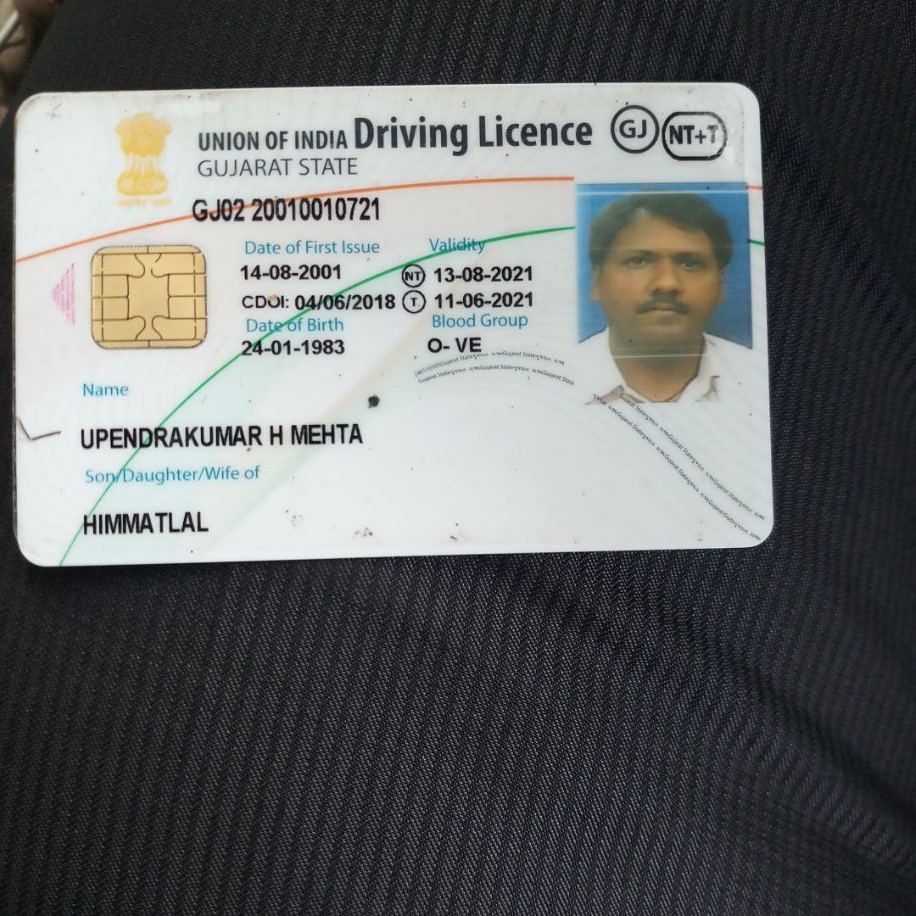 UNION OF INDIA Driving Licence GJ NT+T
GUJARAT STATE
GJ02 20010010721
Date of First Issue Validity
14-08-2001 NT 13-08-2021
CDOI: 04/06/2018 T 11-06-2021
Date of Birth Blood Group
24-01-1983 O- VE
Name
UPENDRAKUMAR H MEHTA
Son/Daughter/Wife of
HIMMATLAL